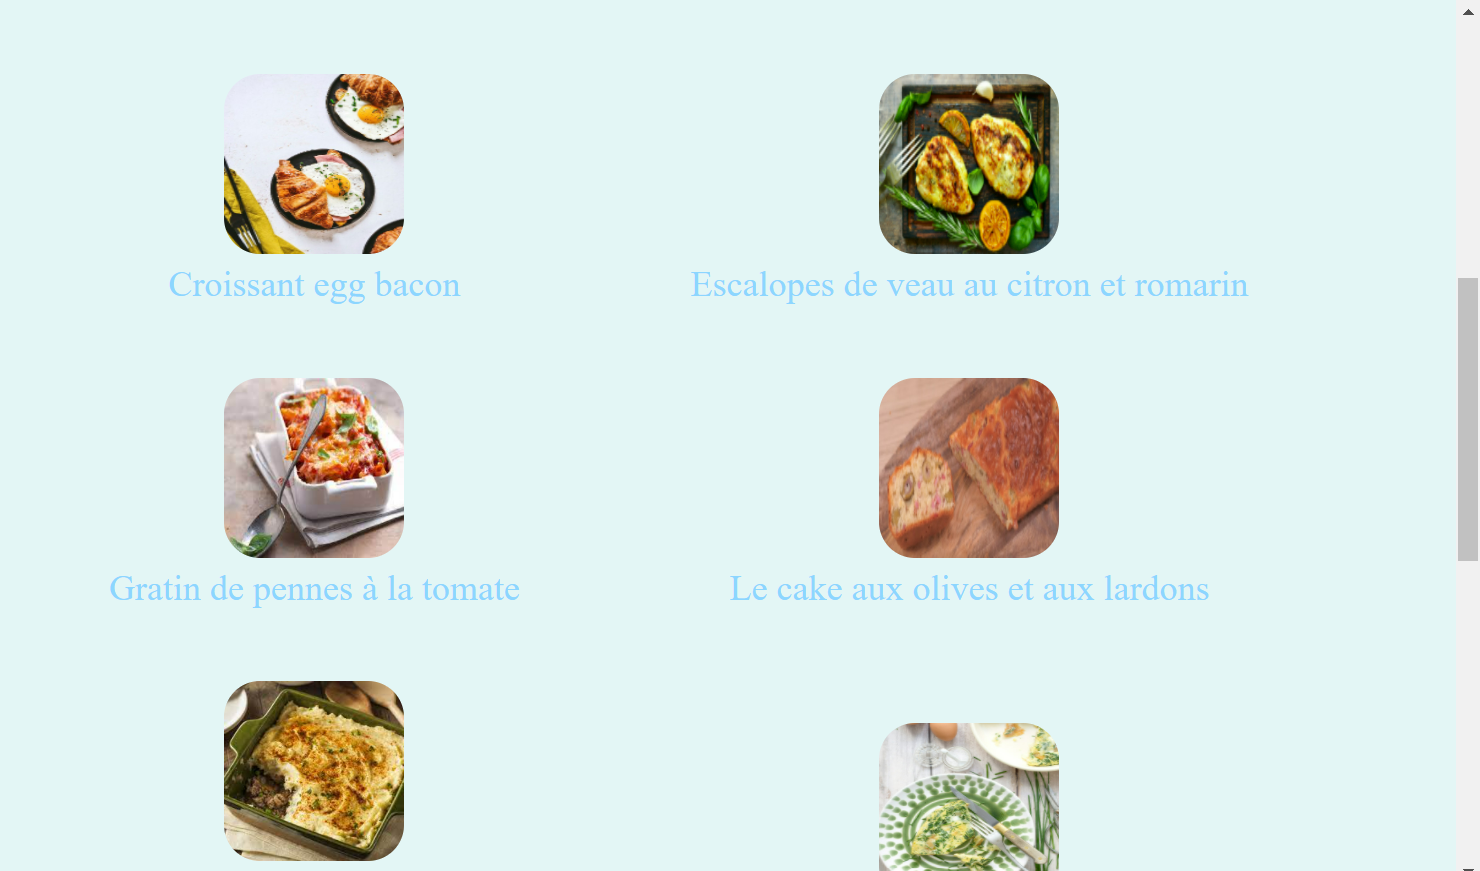 Croissant egg bacon
Escalopes de veau au citron et romarin
Gratin de pennes à la tomate
Le cake aux olives et aux lardons